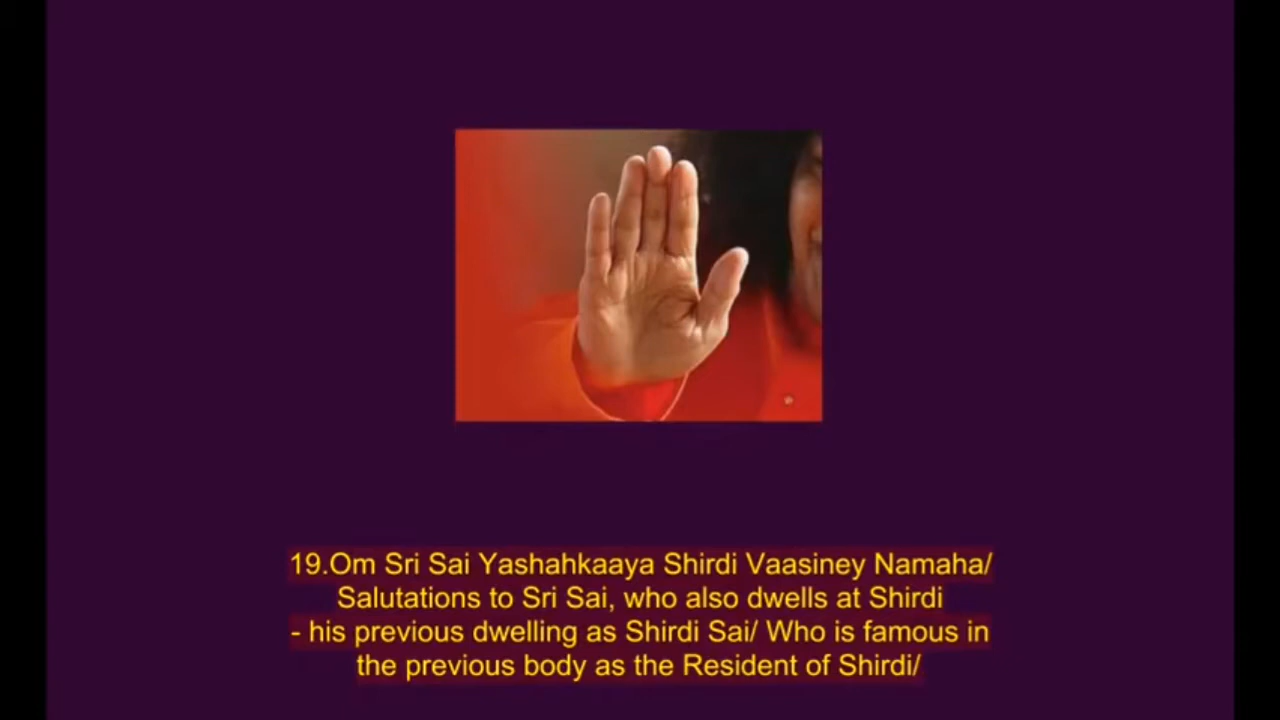 19.Om Sri Sai Yashahkaaya Shirdi Vaasiney Namaha/
Salutations to Sri Sai, who also dwells at Shirdi
- his previous dwelling as Shirdi Sai/ Who is famous in
the previous body as the Resident of Shirdi/